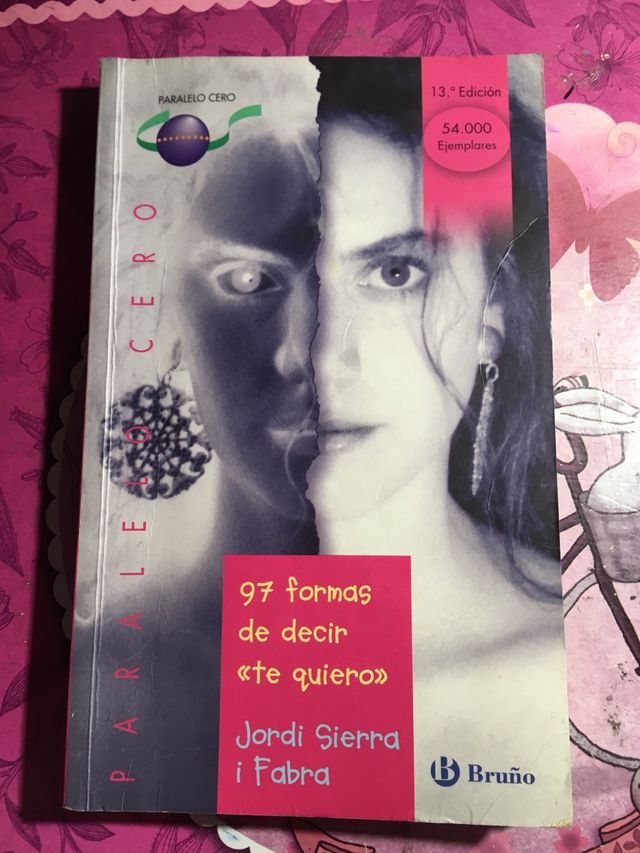 PARALELO CERO
13.ª Edición
54.000
Ejemplares
PARALELO CERO
97 formas
de decir
«te quiero»
Jordi Sierra
i Fabra
Bruño